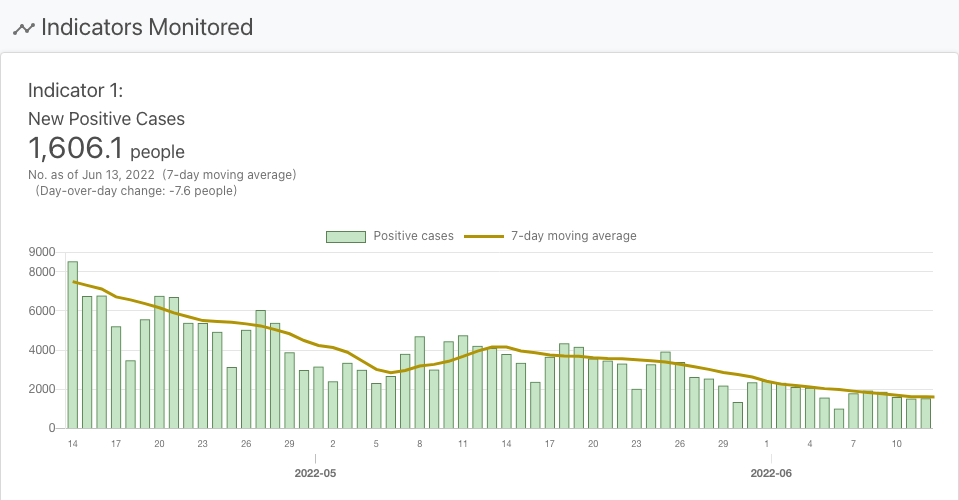 Indicators Monitored
Indicator 1:
New Positive Cases
1,606.1 people
No. as of Jun 13, 2022 (7-day moving average)
(Day-over-day change: -7.6 people)
Positive cases 7-day moving average
9000
8000
6000
4000
2000
0
14 17 20 23 26 29 2 5 8 11 14 17 20 23 26 29 1 4 7 10
2022-05 2022-06